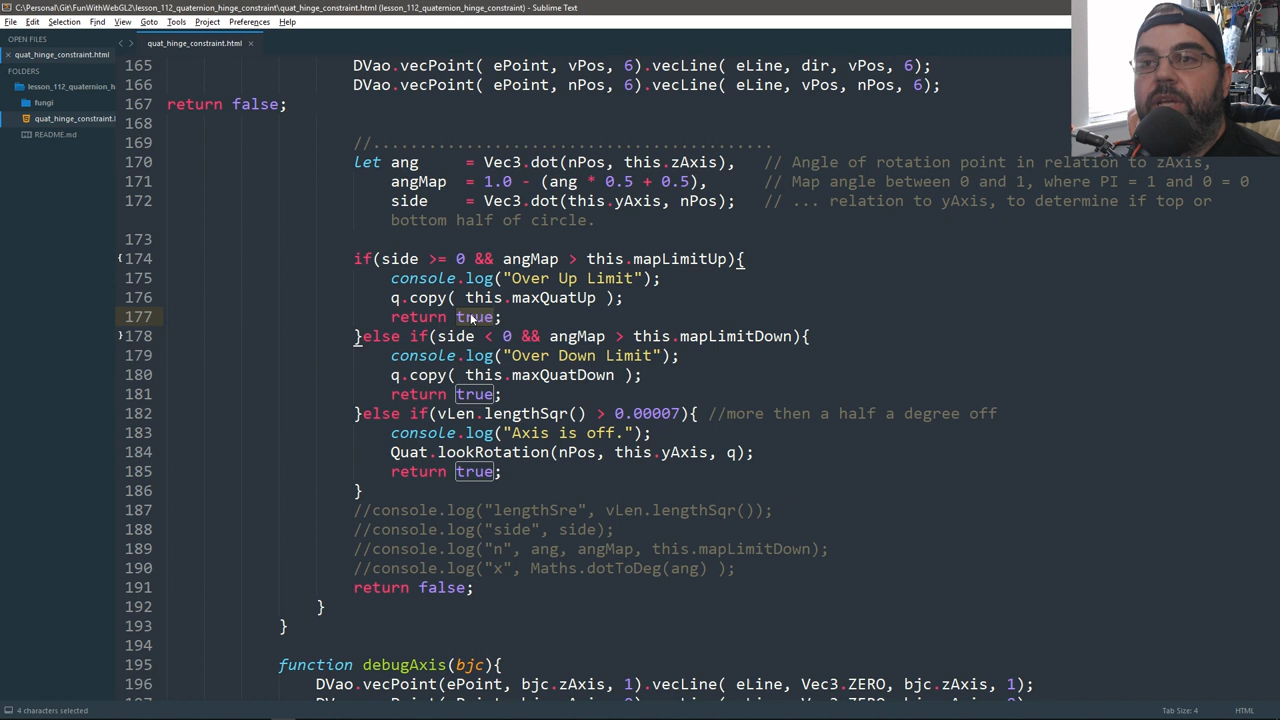 C:\Personal\Git\FunWithWebGL2\lesson_112_quaternion_hinge_constraint\quat_hinge_constraint.html (lesson_112_quaternion_hinge_constraint) - Sublime Text
File Edit Selection Find View Goto Tools Project Preferences Help
OPEN FILES
quat_hinge_constraint.html
FOLDERS
lesson_112_quaternion_h
fungi
quat_hinge_constraint.h
README.md
quat_hinge_constraint.html
165 DVao.vecPoint( ePoint, vPos, 6).vecLine( eLine, dir, vPos, 6);
166 DVao.vecPoint( ePoint, nPos, 6).vecLine( eLine, vPos, nPos, 6);
167 return false;
168
169 //...........................................
170 let ang = Vec3.dot(nPos, this.zAxis), // Angle of rotation point in relation to zAxis,
171 angMap = 1.0 - (ang * 0.5 + 0.5), // Map angle between 0 and 1, where PI = 1 and 0 = 0
172 side = Vec3.dot(this.yAxis, nPos); // ... relation to yAxis, to determine if top or
bottom half of circle.
173
174 if(side >= 0 && angMap > this.mapLimitUp){
175 console.log("Over Up Limit");
176 q.copy( this.maxQuatUp );
177 return true;
178 }else if(side < 0 && angMap > this.mapLimitDown){
179 console.log("Over Down Limit");
180 q.copy( this.maxQuatDown );
181 return true;
182 }else if(vLen.lengthSqr() > 0.00007){ //more then a half a degree off
183 console.log("Axis is off.");
184 Quat.lookRotation(nPos, this.yAxis, q);
185 return true;
186 }
187 //console.log("lengthSre", vLen.lengthSqr());
188 //console.log("side", side);
189 //console.log("n", ang, angMap, this.mapLimitDown);
190 //console.log("x", Maths.dotToDeg(ang) );
191 return false;
192 }
193 }
194
195 function debugAxis(bjc){
196 DVao.vecPoint(ePoint, bjc.zAxis, 1).vecLine( eLine, Vec3.ZERO, bjc.zAxis, 1);
4 characters selected
Tab Size: 4
HTML